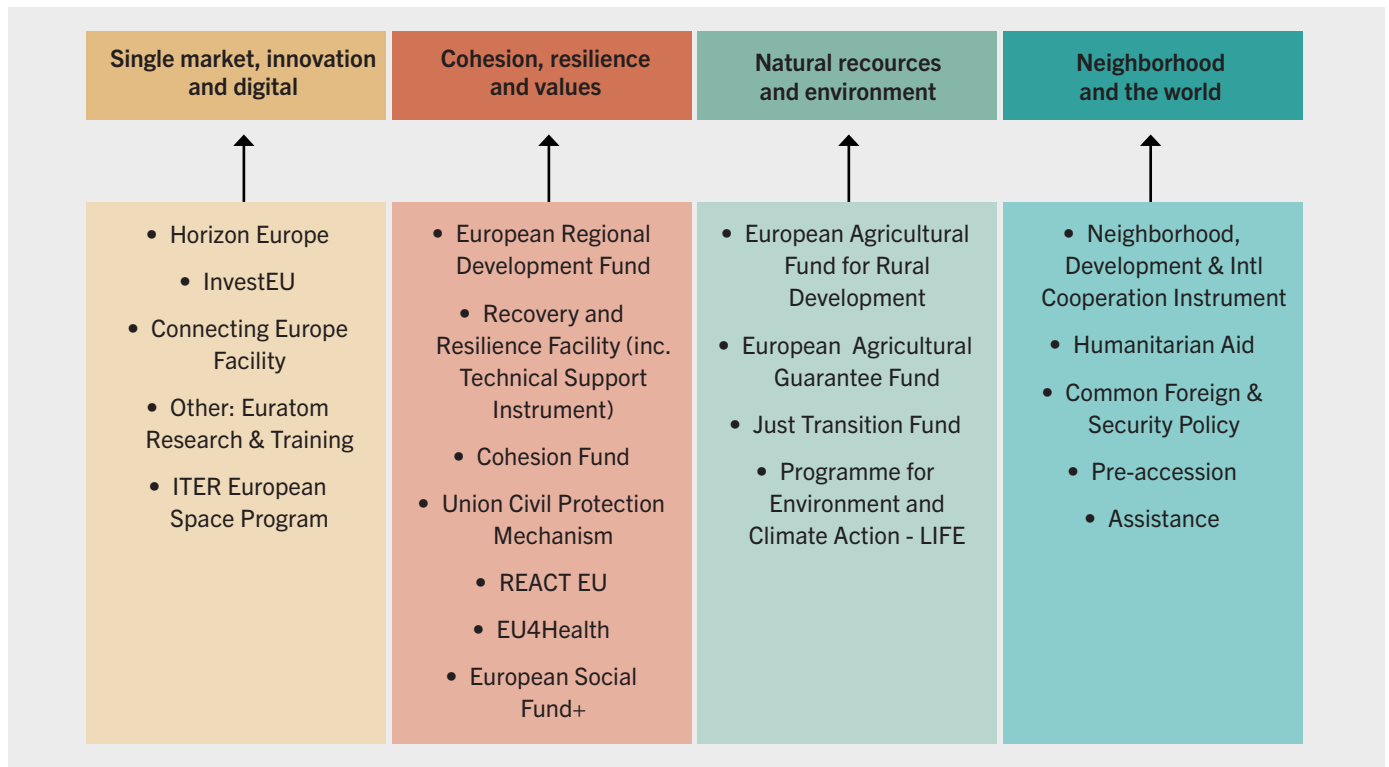 Single market, innovation
and digital
Cohesion, resilience
and values
Natural recources
and environment
Neighborhood
and the world
• Horizon Europe
• InvestEU
• Connecting Europe
Facility
• Other: Euratom
Research & Training
• ITER European
Space Program
• European Regional
Development Fund
• Recovery and
Resilience Facility (inc.
Technical Support
Instrument)
• Cohesion Fund
• Union Civil Protection
Mechanism
• REACT EU
• EU4Health
• European Social
Fund+
• European Agricultural
Fund for Rural
Development
• European Agricultural
Guarantee Fund
• Just Transition Fund
• Programme for
Environment and
Climate Action - LIFE
• Neighborhood,
Development & Intl
Cooperation Instrument
• Humanitarian Aid
• Common Foreign &
Security Policy
• Pre-accession
• Assistance